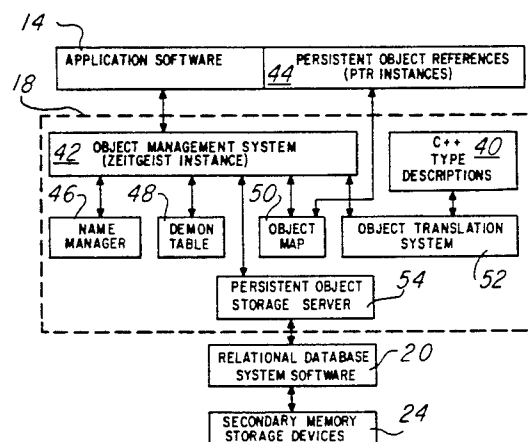 14
APPLICATION SOFTWARE
PERSISTENT OBJECT REFERENCES
44 (PTR INSTANCES)
18
42 OBJECT MANAGEMENT SYSTEM
(ZEITGEIST INSTANCE)
C++ 40
TYPE
DESCRIPTIONS
46
48
50
NAME
MANAGER
DEMON
TABLE
OBJECT
MAP
OBJECT TRANSLATION
SYSTEM
52
PERSISTENT OBJECT
STORAGE SERVER
54
RELATIONAL DATABASE
SYSTEM SOFTWARE
20
SECONDARY MEMORY
STORAGE DEVICES
24